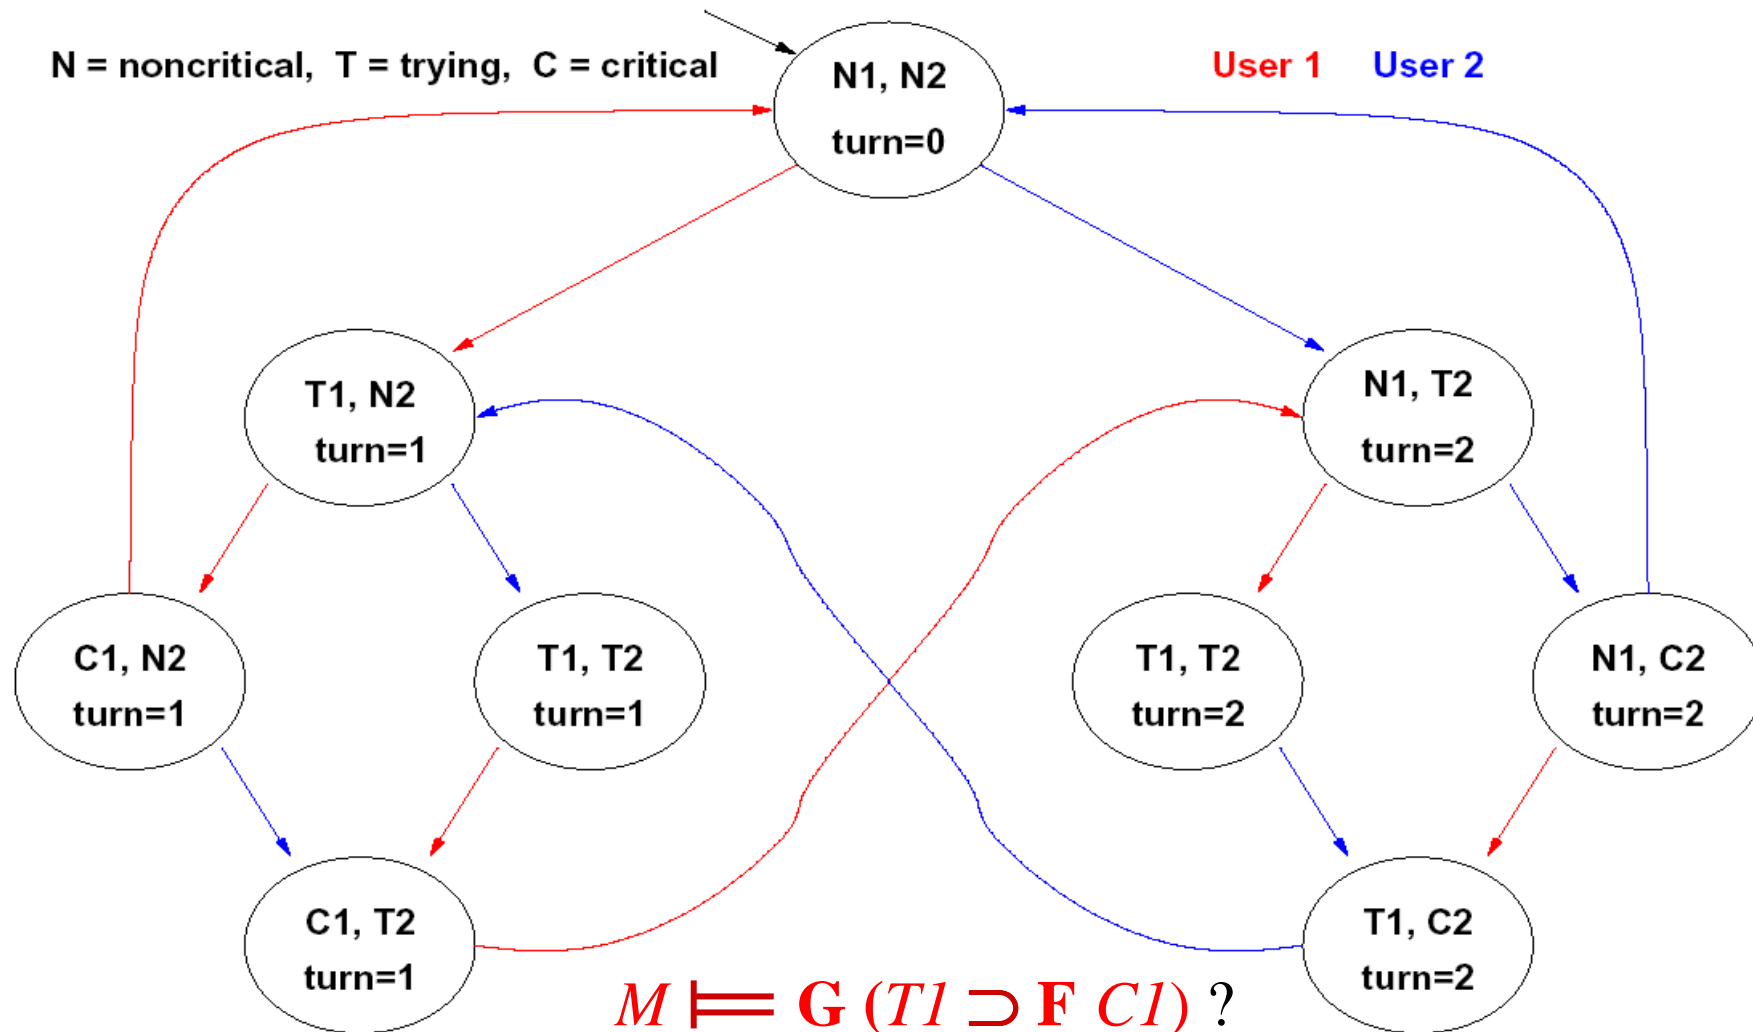 N = noncritical, T = trying, C = critical
User 1 User 2
N1, N2
turn=0
T1, N2
turn=1
N1, T2
turn=2
C1, N2
turn=1
T1, T2
turn=1
T1, T2
turn=2
N1, C2
turn=2
C1, T2
turn=1
T1, C2
turn=2
M ⊨ G (T1 ⊃ F C1) ?